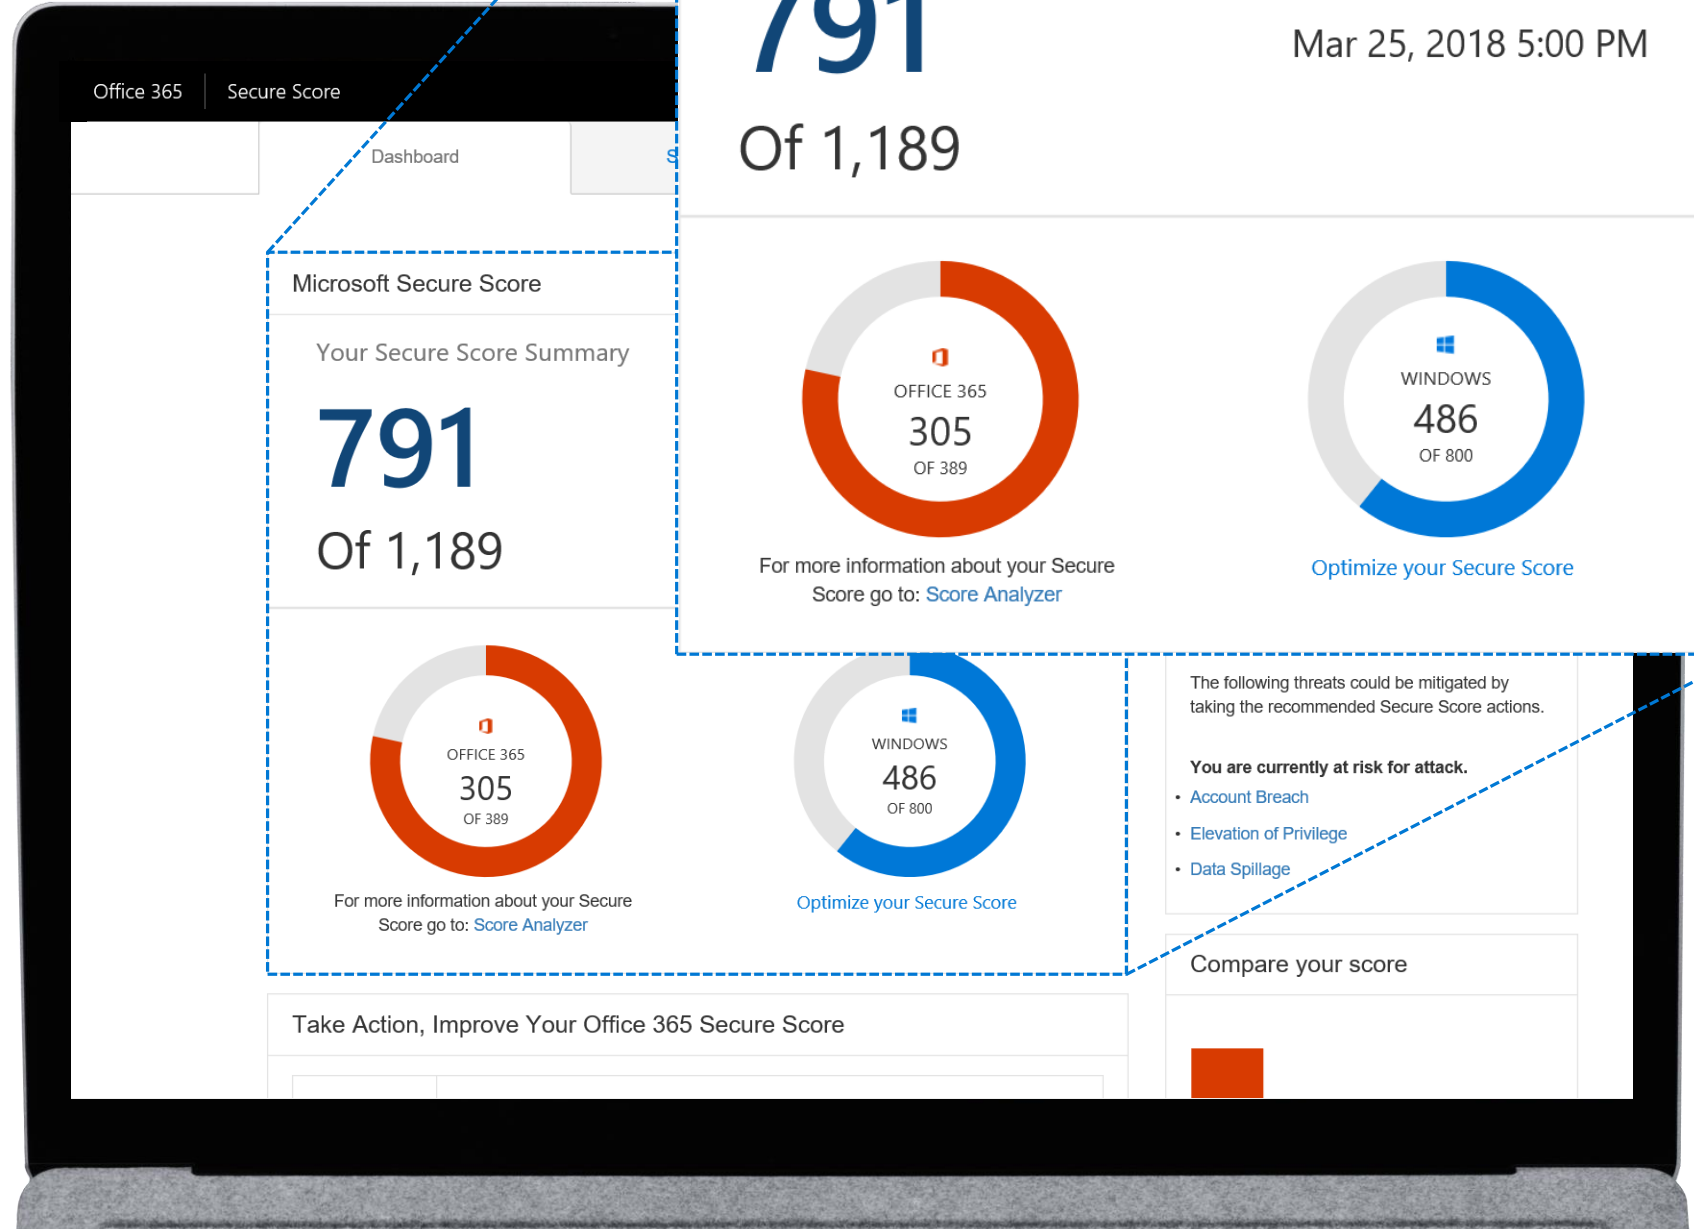 791
Mar 25, 2018 5:00 PM
Of 1,189
OFFICE 365
305
OF 389
WINDOWS
486
OF 800
For more information about your Secure
Score go to: Score Analyzer
Optimize your Secure Score
Office 365
Secure Score
Dashboard
S
Microsoft Secure Score
Your Secure Score Summary
791
Of 1,189
OFFICE 365
305
OF 389
WINDOWS
486
OF 800
For more information about your Secure
Score go to: Score Analyzer
Optimize your Secure Score
The following threats could be mitigated by
taking the recommended Secure Score actions.
You are currently at risk for attack.
• Account Breach
• Elevation of Privilege
• Data Spillage
Compare your score
Take Action, Improve Your Office 365 Secure Score